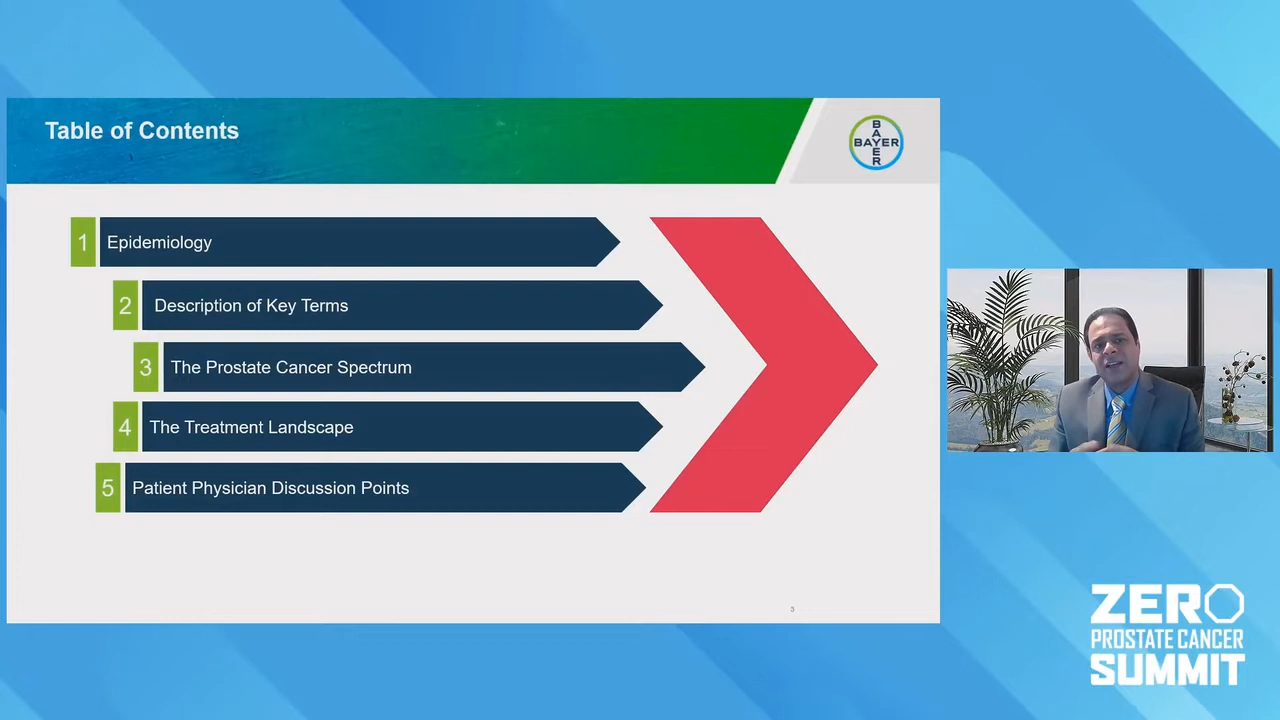 Table of Contents
BAYER
BAYER
1
Epidemiology
2
Description of Key Terms
3
The Prostate Cancer Spectrum
4
The Treatment Landscape
5
Patient Physician Discussion Points
3
ZERO
PROSTATE CANCER
SUMMIT